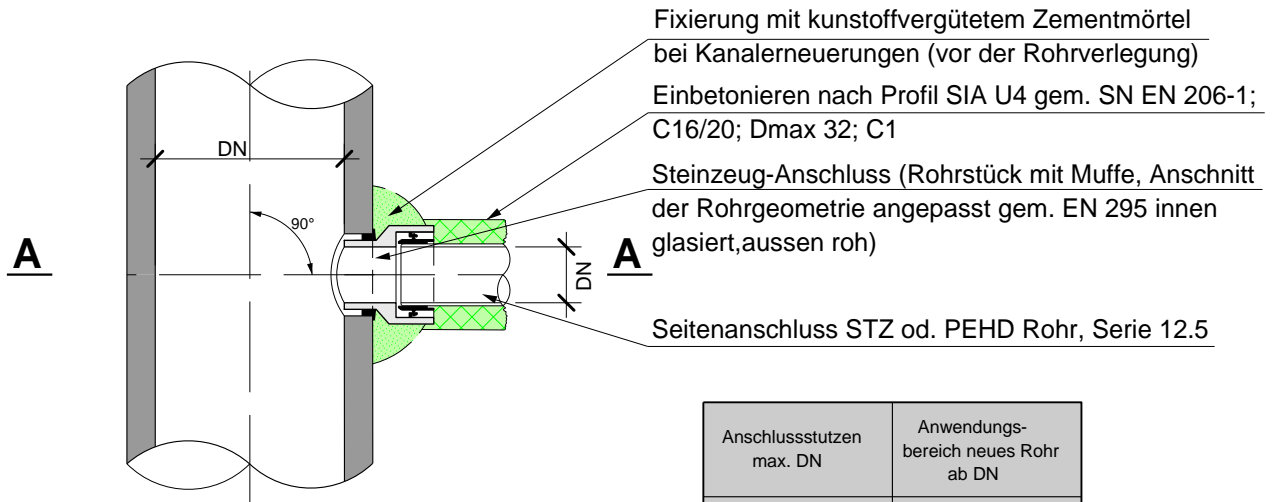 Fixierung mit kunstoffvergütetem Zementmörtel
bei Kanalerneuerungen (vor der Rohrverlegung)
Einbetonieren nach Profil SIA U4 gem. SN EN 206-1;
C16/20; Dmax 32; C1
Steinzeug-Anschluss (Rohrstück mit Muffe, Anschnitt
der Rohrgeometrie angepasst gem. EN 295 innen
glasiert,aussen roh)
Seitenanschluss STZ od. PEHD Rohr, Serie 12.5
DN
90°
A
DN
A
Anschlussstutzen
max. DN
Anwendungs-
bereich neues Rohr
ab DN